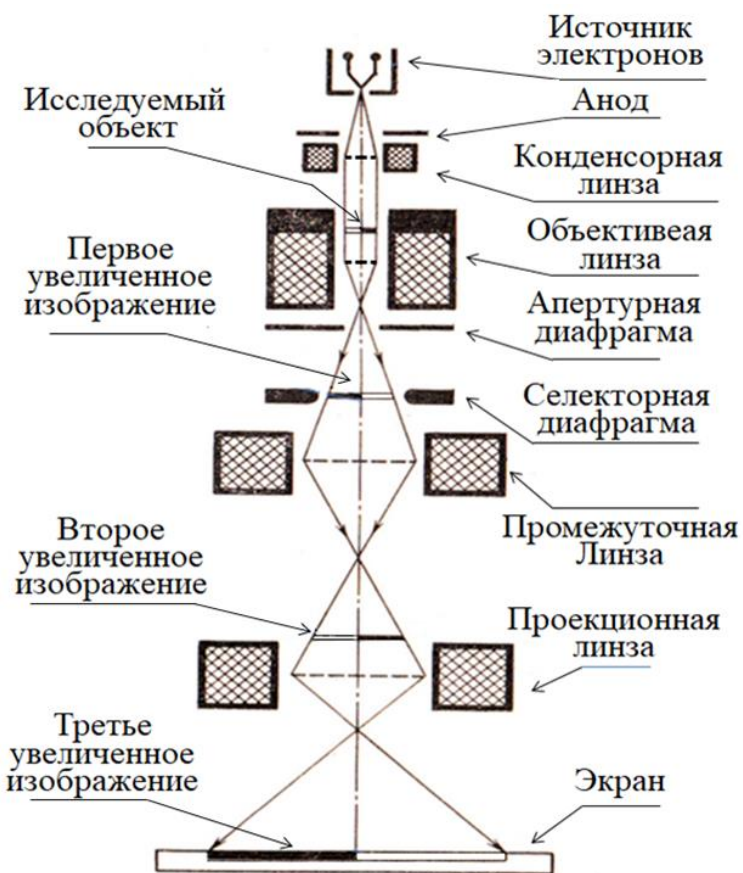 Источник
электронов
Исследуемый
объект
Анод
Конденсорная
линза
Первое
увеличенное
изображение
Объективеая
линза
Апертурная
диафрагма
Селекторная
диафрагма
Второе
увеличенное
изображение
Промежуточная
Линза
Проекционная
линза
Третье
увеличенное
изображение
Экран